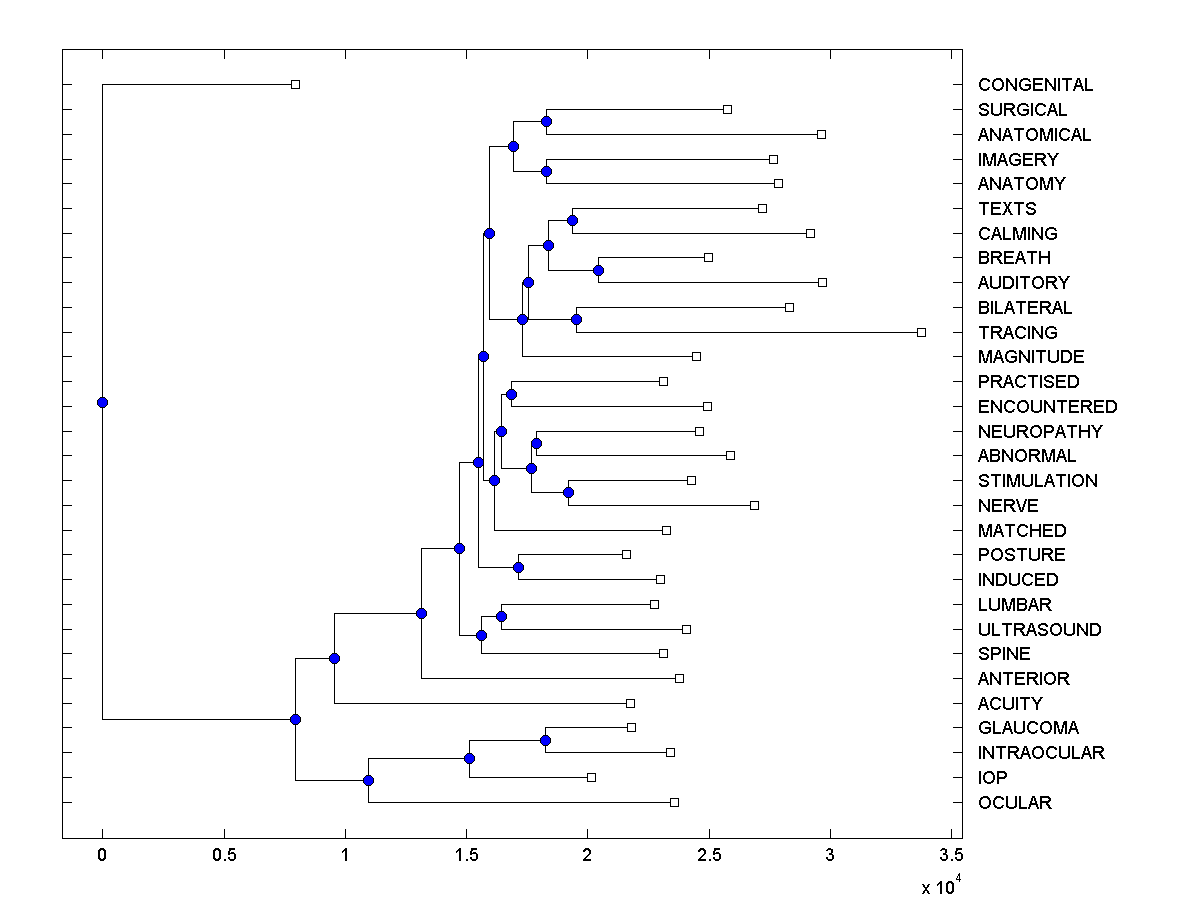 CONGENITAL
SURGICAL
ANATOMICAL
IMAGERY
ANATOMY
TEXTS
CALMING
BREATH
AUDITORY
BILATERAL
TRACING
MAGNITUDE
PRACTISED
ENCOUNTERED
NEUROPATHY
ABNORMAL
STIMULATION
NERVE
MATCHED
POSTURE
INDUCED
LUMBAR
ULTRASOUND
SPINE
ANTERIOR
ACUITY
GLAUCOMA
INTRAOCULAR
IOP
OCULAR
0 0.5 1 1.5 2 2.5 3 3.5
x 10^4